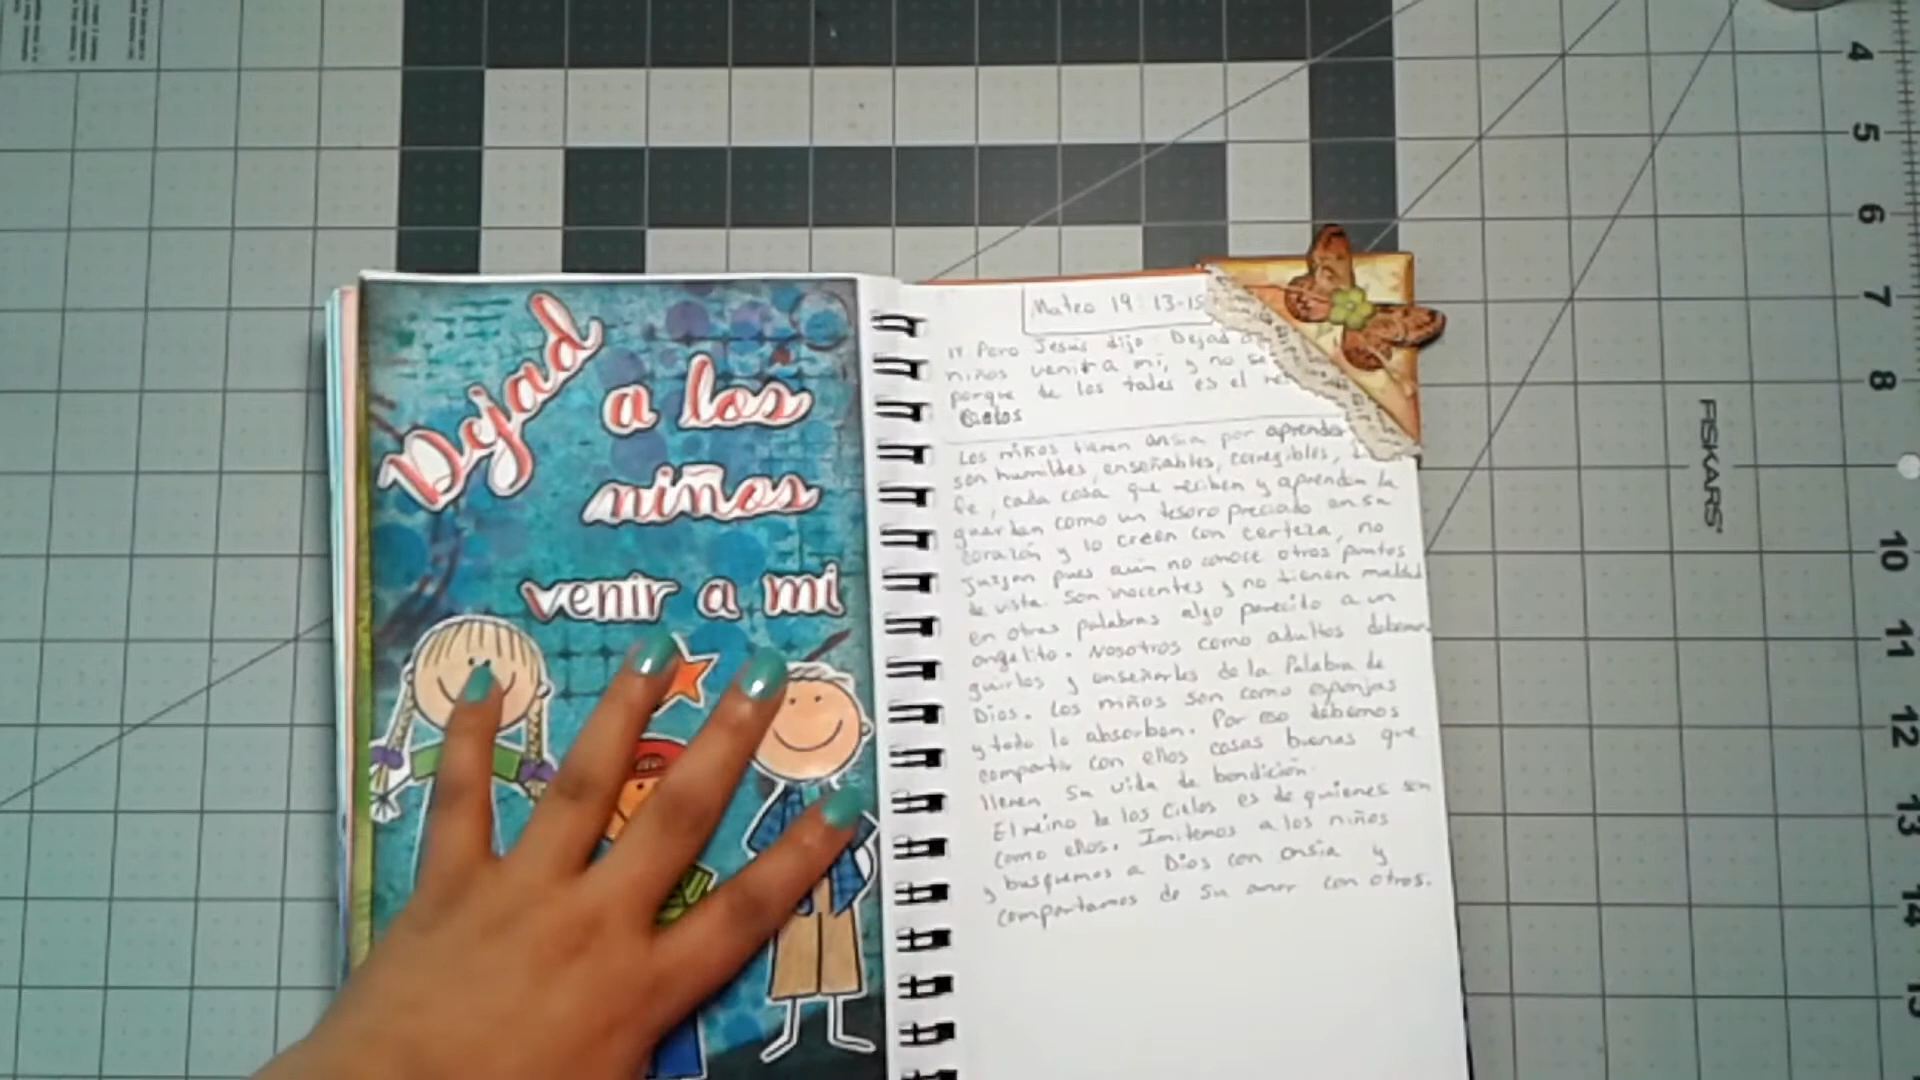 Dejad
a los
niños
venir a mi
Mateo 19:13-15
Pero Jesús dijo: Dejad a
niños venir a mi, y no se
porque de los tales es el
Cielos
Los niños tienen ansia por aprender
son humildes, enseñables, corregibles,
fe, cada cosa que reciben y aprenden la
guardan como un tesoro preciado en su
corazón y lo creen con certeza, no
juzgan pues aún no conoce otros puntos
de vista. Son inocentes y no tienen maldad
en otras palabras algo parecido a un
angelito. Nosotros como adultos debemos
guirlos y enseñarles de la Palabra de
Dios. Los niños son como esponjas
y todo lo absorben. Por eso debemos
compartir con ellos cosas buenas que
llenen su vida de bendición.
El reino de los Cielos es de quienes son
como ellos. Imitemos a los niños
y busquemos a Dios con ansia y
compartamos de su amor con otros.
4
5
6
7
8
FISKARS
10
11
12
13
14
15